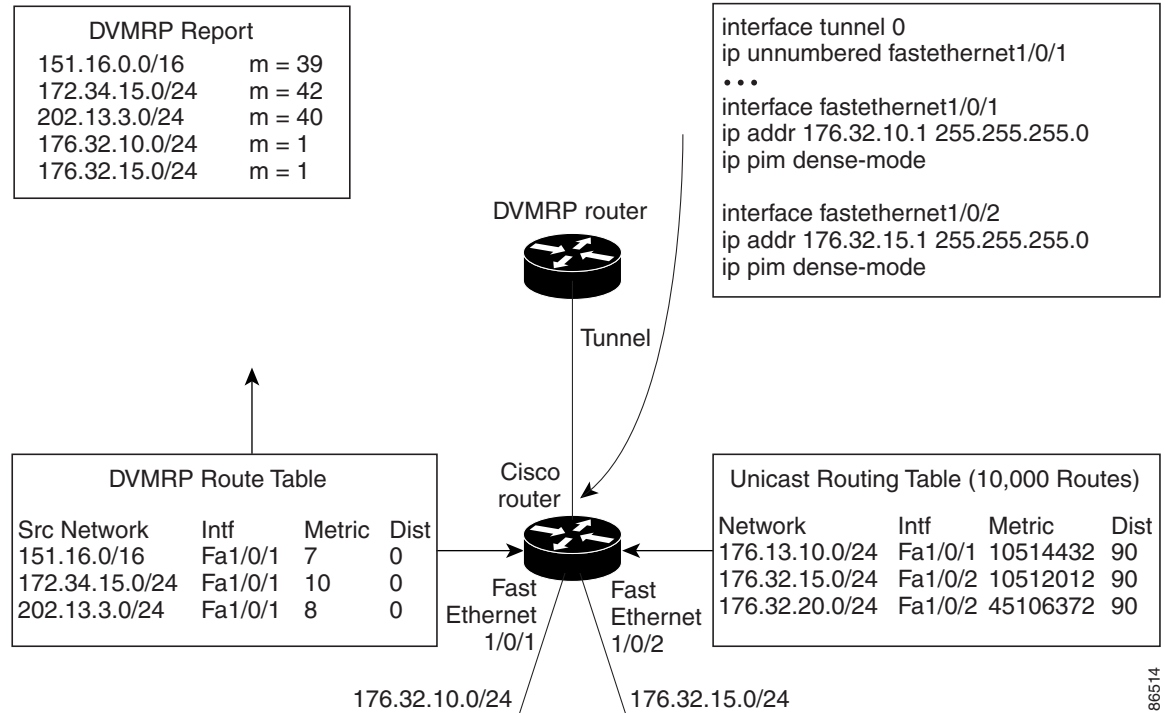 DVMRP Report
151.16.0.0/16 m = 39
172.34.15.0/24 m = 42
202.13.3.0/24 m = 40
176.32.10.0/24 m = 1
176.32.15.0/24 m = 1
interface tunnel 0
ip unnumbered fastethernet1/0/1
• • •
interface fastethernet1/0/1
ip addr 176.32.10.1 255.255.255.0
ip pim dense-mode
interface fastethernet1/0/2
ip addr 176.32.15.1 255.255.255.0
ip pim dense-mode
DVMRP router
Tunnel
Cisco
router
DVMRP Route Table
Src Network Intf Metric Dist
151.16.0/16 Fa1/0/1 7 0
172.34.15.0/24 Fa1/0/1 10 0
202.13.3.0/24 Fa1/0/1 8 0
Unicast Routing Table (10,000 Routes)
Network Intf Metric Dist
176.13.10.0/24 Fa1/0/1 10514432 90
176.32.15.0/24 Fa1/0/2 10512012 90
176.32.20.0/24 Fa1/0/2 45106372 90
Fast
Ethernet
1/0/1
Fast
Ethernet
1/0/2
176.32.10.0/24
176.32.15.0/24
86514